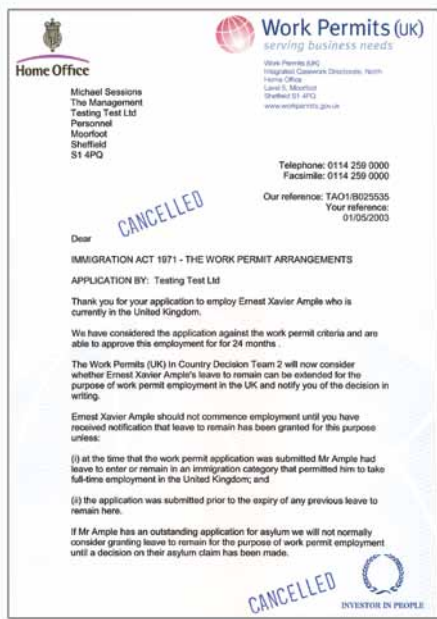 Home Office
Work Permits (UK)
serving business needs
Work Permits (UK)
Integrated Casework Directorate, North
Home Office
Level 5, Moorfoot
Sheffield S1 4PQ
www.workpermits.gov.uk
Michael Sessions
The Management
Testing Test Ltd
Personnel
Moorfoot
Sheffield
S1 4PQ
Telephone: 0114 259 0000
Facsimile: 0114 259 0000
Our reference: TAO1/B025535
Your reference:
01/05/2003
CANCELLED
Dear
IMMIGRATION ACT 1971 - THE WORK PERMIT ARRANGEMENTS
APPLICATION BY: Testing Test Ltd
Thank you for your application to employ Ernest Xavier Ample who is
currently in the United Kingdom.
We have considered the application against the work permit criteria and are
able to approve this employment for for 24 months .
The Work Permits (UK) In Country Decision Team 2 will now consider
whether Ernest Xavier Ample's leave to remain can be extended for the
purpose of work permit employment in the UK and notify you of the decision in
writing.
Ernest Xavier Ample should not commence employment until you have
received notification that leave to remain has been granted for this purpose
unless:
(i) at the time that the work permit application was submitted Mr Ample had
leave to enter or remain in an immigration category that permitted him to take
full-time employment in the United Kingdom; and
(ii) the application was submitted prior to the expiry of any previous leave to
remain here.
If Mr Ample has an outstanding application for asylum we will not normally
consider granting leave to remain for the purpose of work permit employment
until a decision on their asylum claim has been made.
CANCELLED
INVESTOR IN PEOPLE